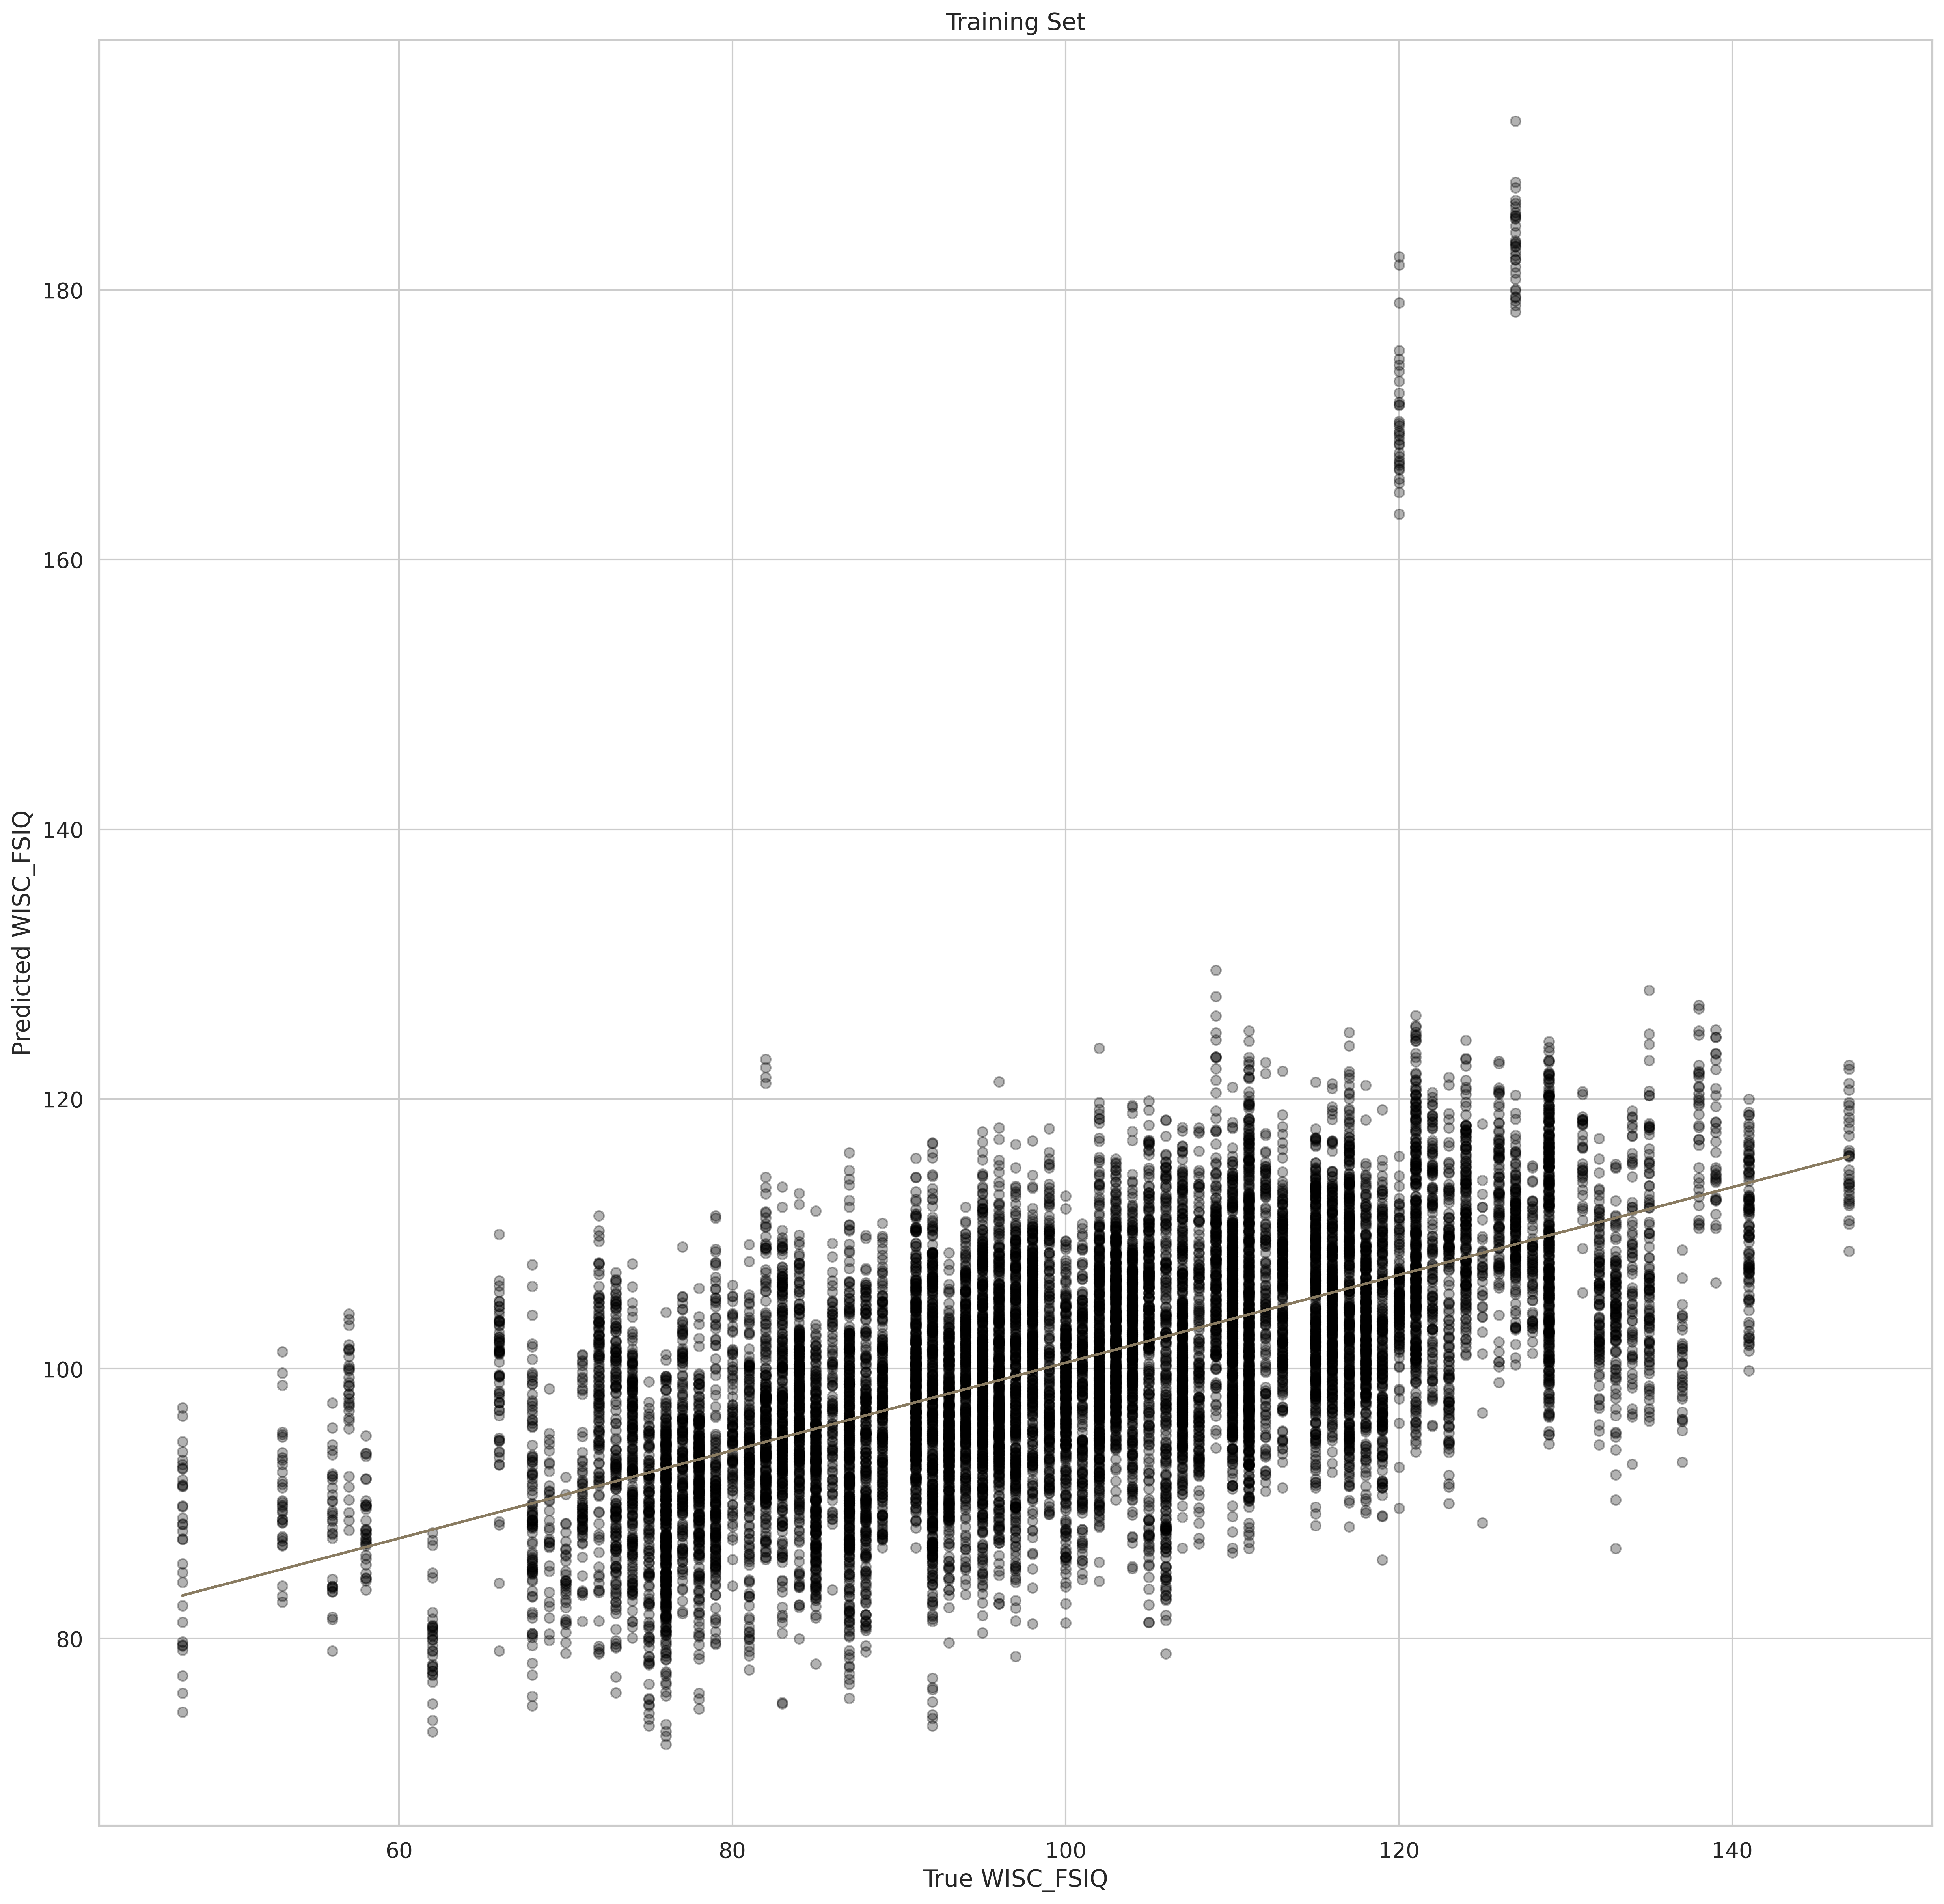 Training Set
180
160
140
120
100
80
Predicted WISC_FSIQ
60 80 100 120 140
True WISC_FSIQ